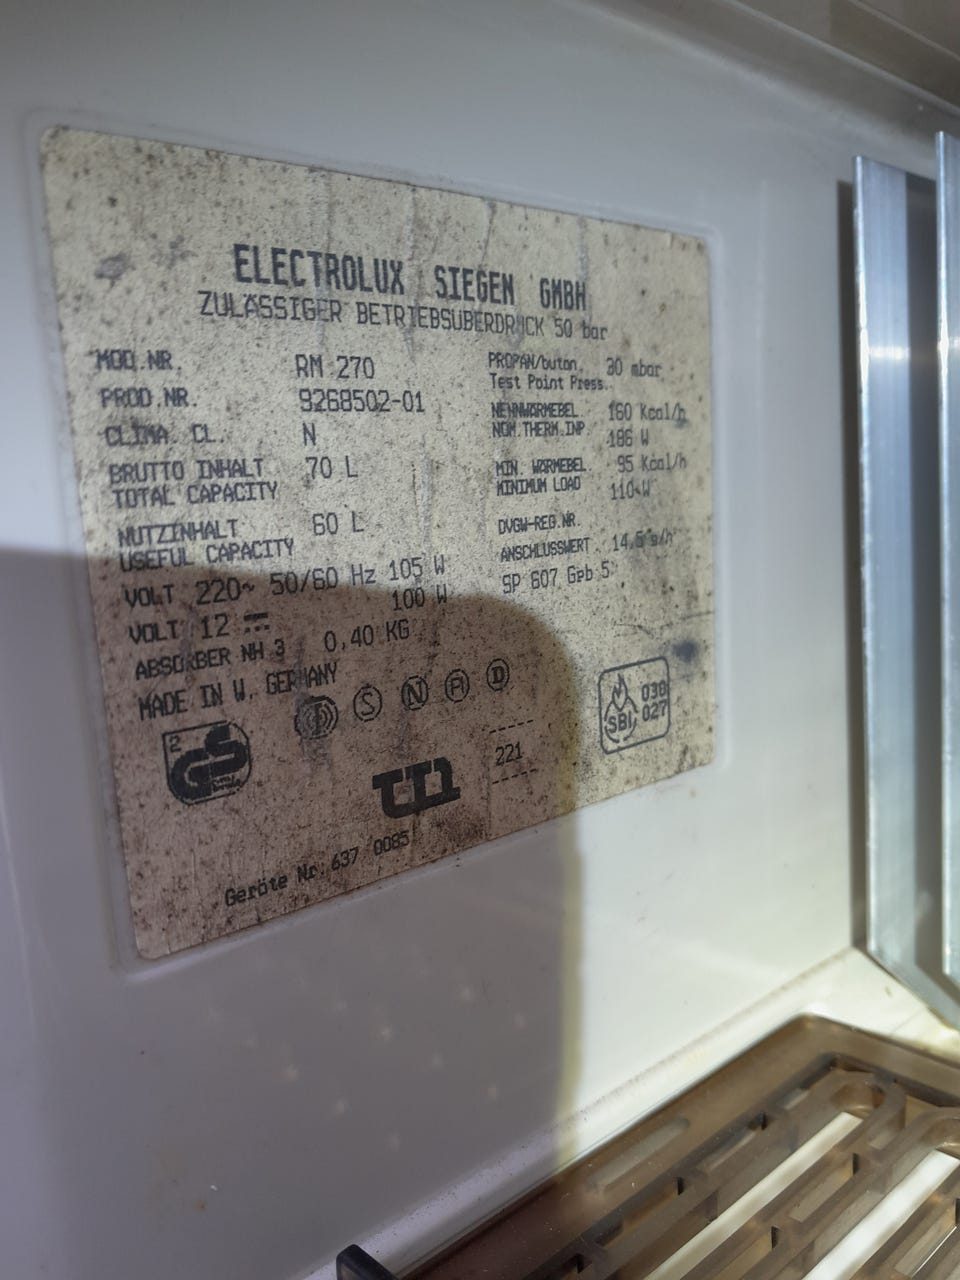 ELECTROLUX SIEGEN GMBH
ZULÄSSIGER BETRIEBSÜBERDRUCK 50 bar
MOD.NR. RM 270
PROD.NR. 9268502-01
CLIMA. CL. N
BRUTTO INHALT 70 L
TOTAL CAPACITY
NUTZINHALT 60 L
USEFUL CAPACITY
VOLT 220~ 50/60 Hz 105 W
VOLT 12 ⎓ 100 W
ABSORBER NH 3 0,40 KG
MADE IN W. GERMANY
PROPAN/butan. 30 mbar
Test Point Press.
NENNWÄRMEBEL. 160 Kcal/h
NOM.THERM.INP. 186 W
MIN. WÄRMEBEL. 95 Kcal/h
MINIMUM LOAD 110 W
DVGW-REG.NR.
ANSCHLUSSWERT. 14,5 g/h
SP 607 Gpb 5
S N FI D
2 GS
221
SBI 030
027
Geräte Nr. 637 0085